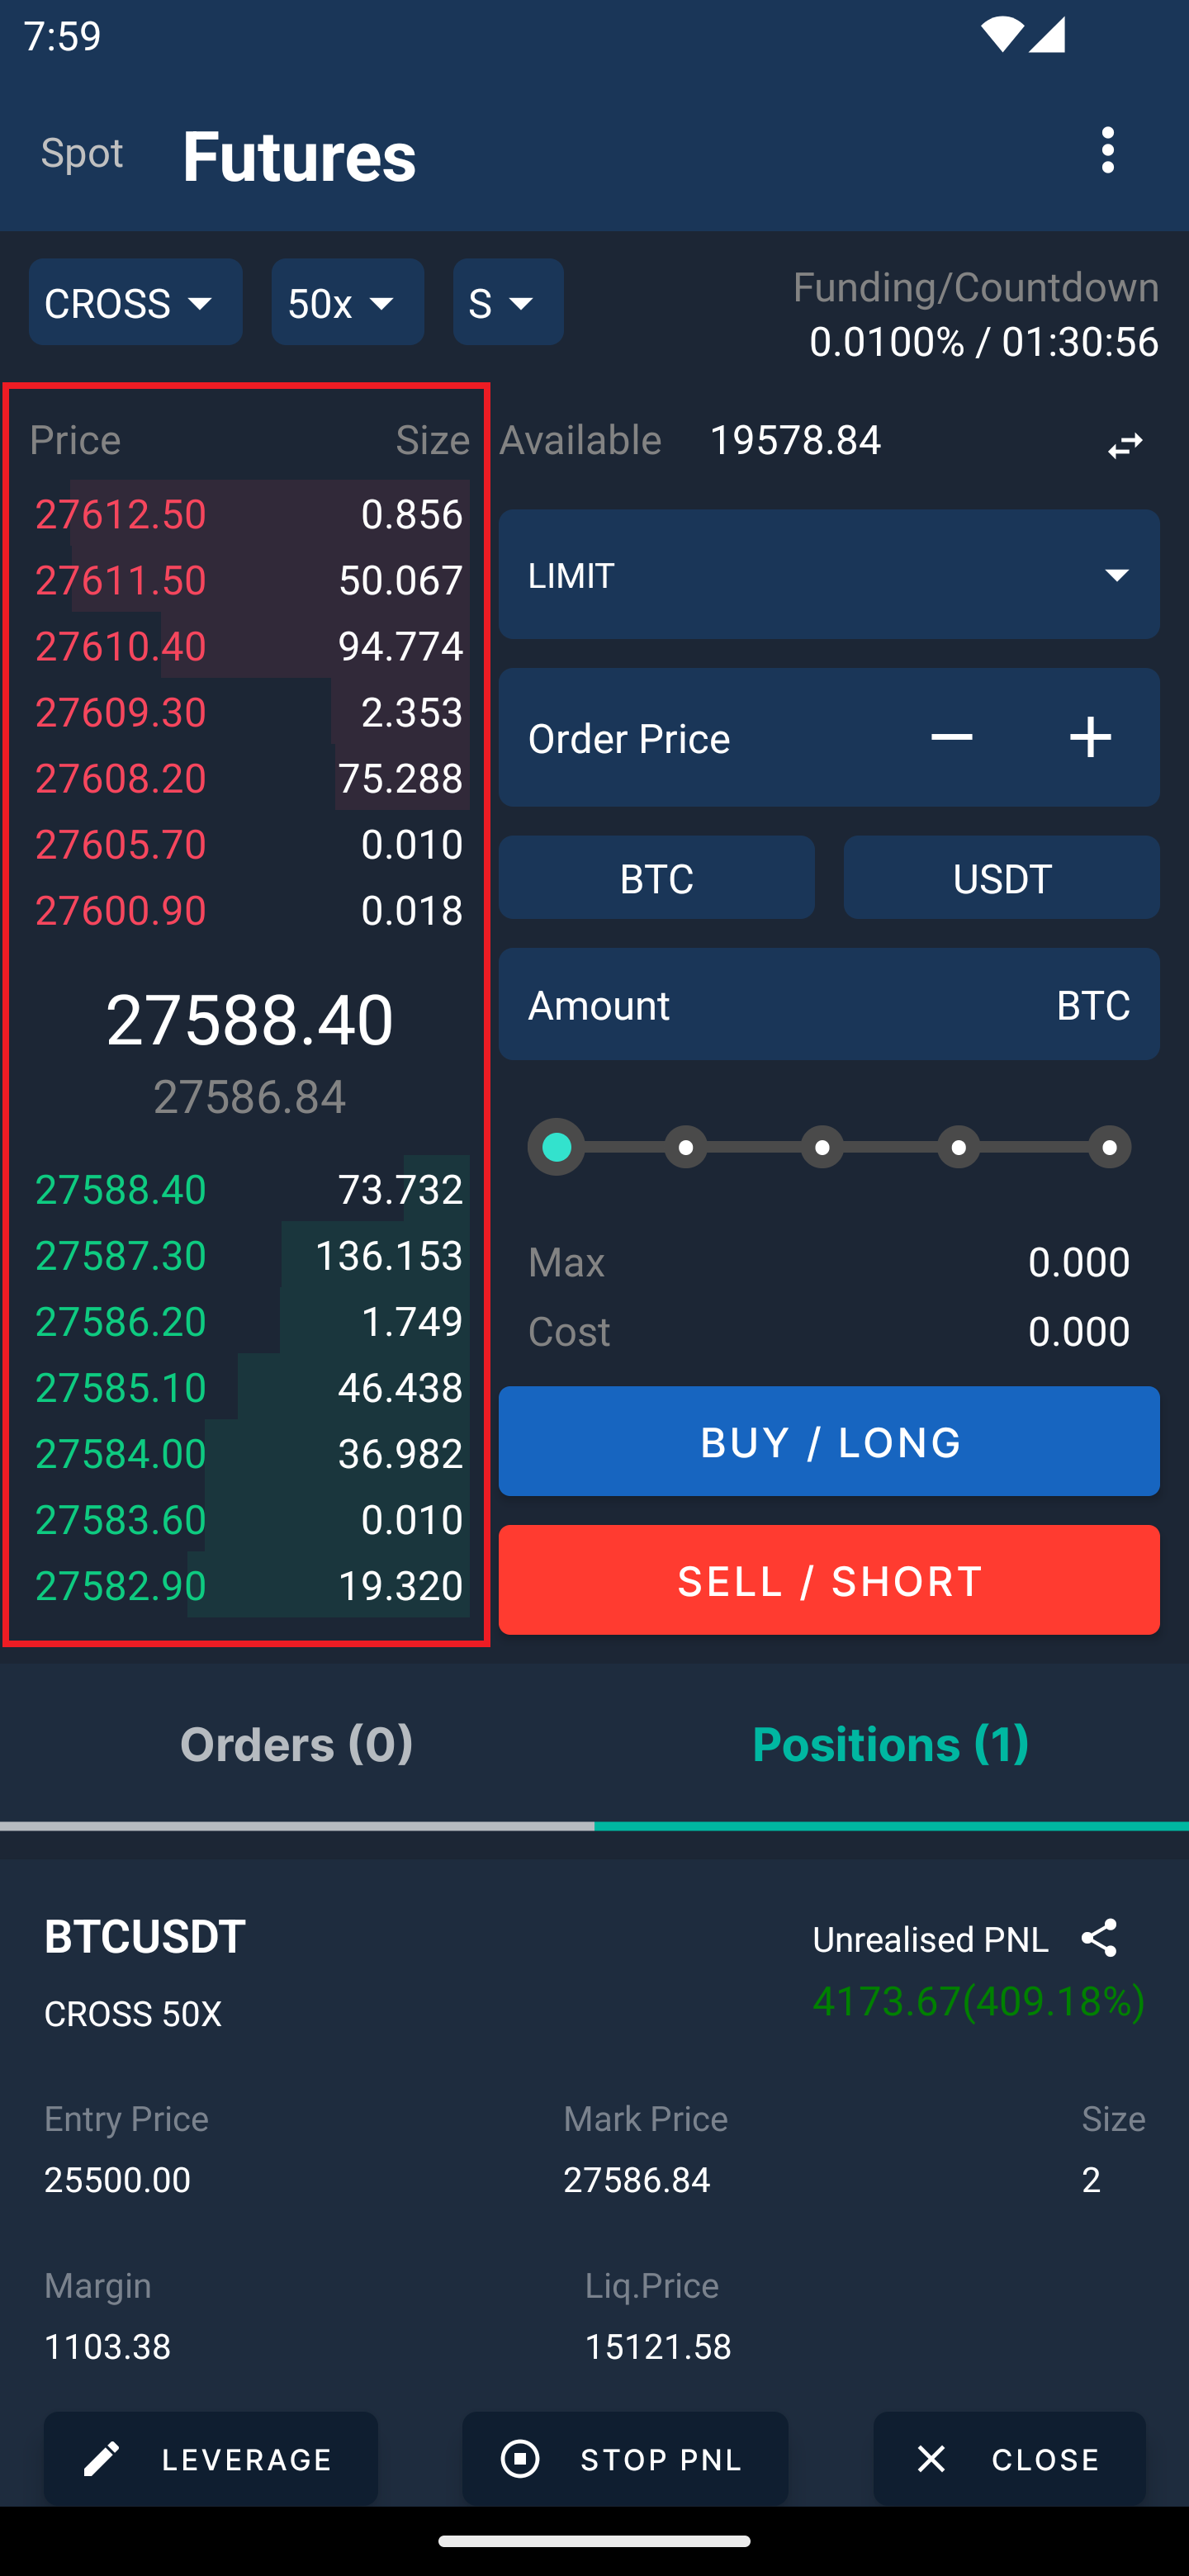 7:59
Spot Futures
CROSS 50x S
Funding/Countdown
0.0100% / 01:30:56
Price Size
27612.50 0.856
27611.50 50.067
27610.40 94.774
27609.30 2.353
27608.20 75.288
27605.70 0.010
27600.90 0.018
27588.40
27586.84
27588.40 73.732
27587.30 136.153
27586.20 1.749
27585.10 46.438
27584.00 36.982
27583.60 0.010
27582.90 19.320
Available 19578.84
LIMIT
Order Price
BTC USDT
Amount BTC
Max 0.000
Cost 0.000
BUY / LONG
SELL / SHORT
Orders (0) Positions (1)
BTCUSDT Unrealised PNL
CROSS 50X 4173.67(409.18%)
Entry Price Mark Price Size
25500.00 27586.84 2
Margin Liq.Price
1103.38 15121.58
LEVERAGE STOP PNL CLOSE